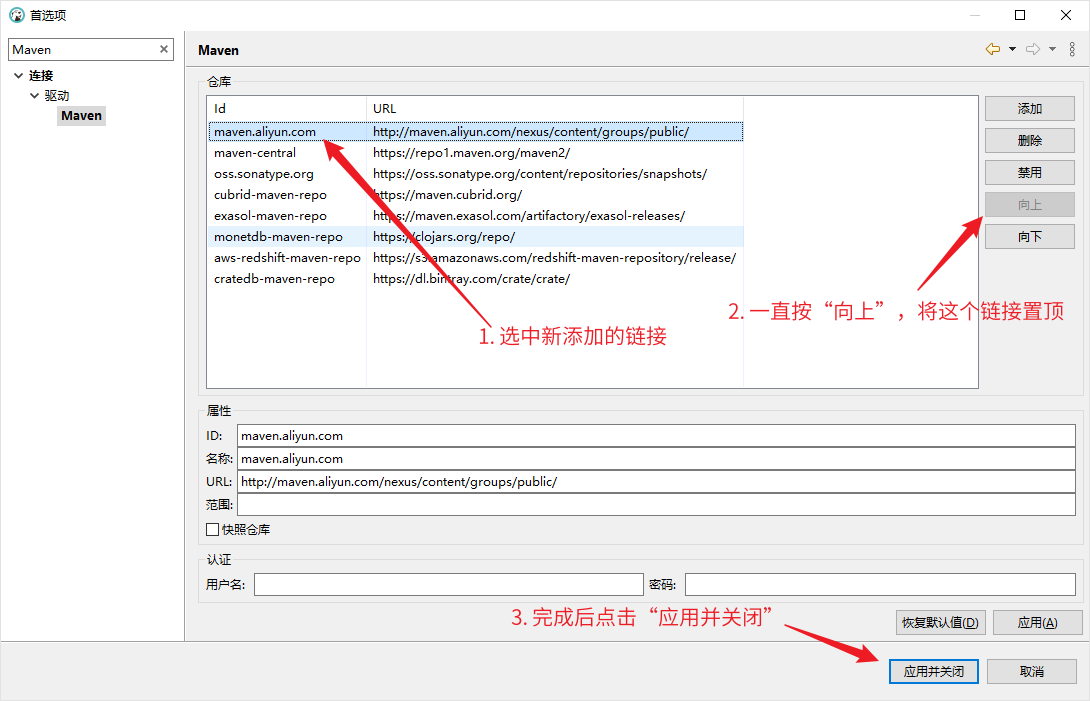 首选项
Maven
连接
驱动
Maven
Maven
仓库
Id URL
maven.aliyun.com http://maven.aliyun.com/nexus/content/groups/public/
maven-central https://repo1.maven.org/maven2/
oss.sonatype.org https://oss.sonatype.org/content/repositories/snapshots/
cubrid-maven-repo https://maven.cubrid.org/
exasol-maven-repo https://maven.exasol.com/artifactory/exasol-releases/
monetdb-maven-repo https://clojars.org/repo/
aws-redshift-maven-repo https://s3.amazonaws.com/redshift-maven-repository/release/
cratedb-maven-repo https://dl.bintray.com/crate/crate/
添加
删除
禁用
向上
向下
1. 选中新添加的链接
2. 一直按“向上”，将这个链接置顶
属性
ID: maven.aliyun.com
名称: maven.aliyun.com
URL: http://maven.aliyun.com/nexus/content/groups/public/
范围:
快照仓库
认证
用户名: 密码:
3. 完成后点击“应用并关闭”
恢复默认值(D) 应用(A)
应用并关闭 取消